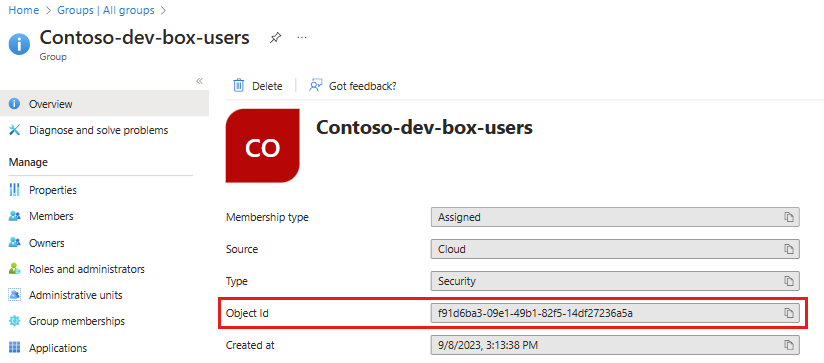 Home > Groups | All groups >
Contoso-dev-box-users
Group
Overview
Diagnose and solve problems
Manage
Properties
Members
Owners
Roles and administrators
Administrative units
Group memberships
Applications
Delete
Got feedback?
CO
Contoso-dev-box-users
Membership type Assigned
Source Cloud
Type Security
Object Id f91d6ba3-09e1-49b1-82f5-14df27236a5a
Created at 9/8/2023, 3:13:38 PM